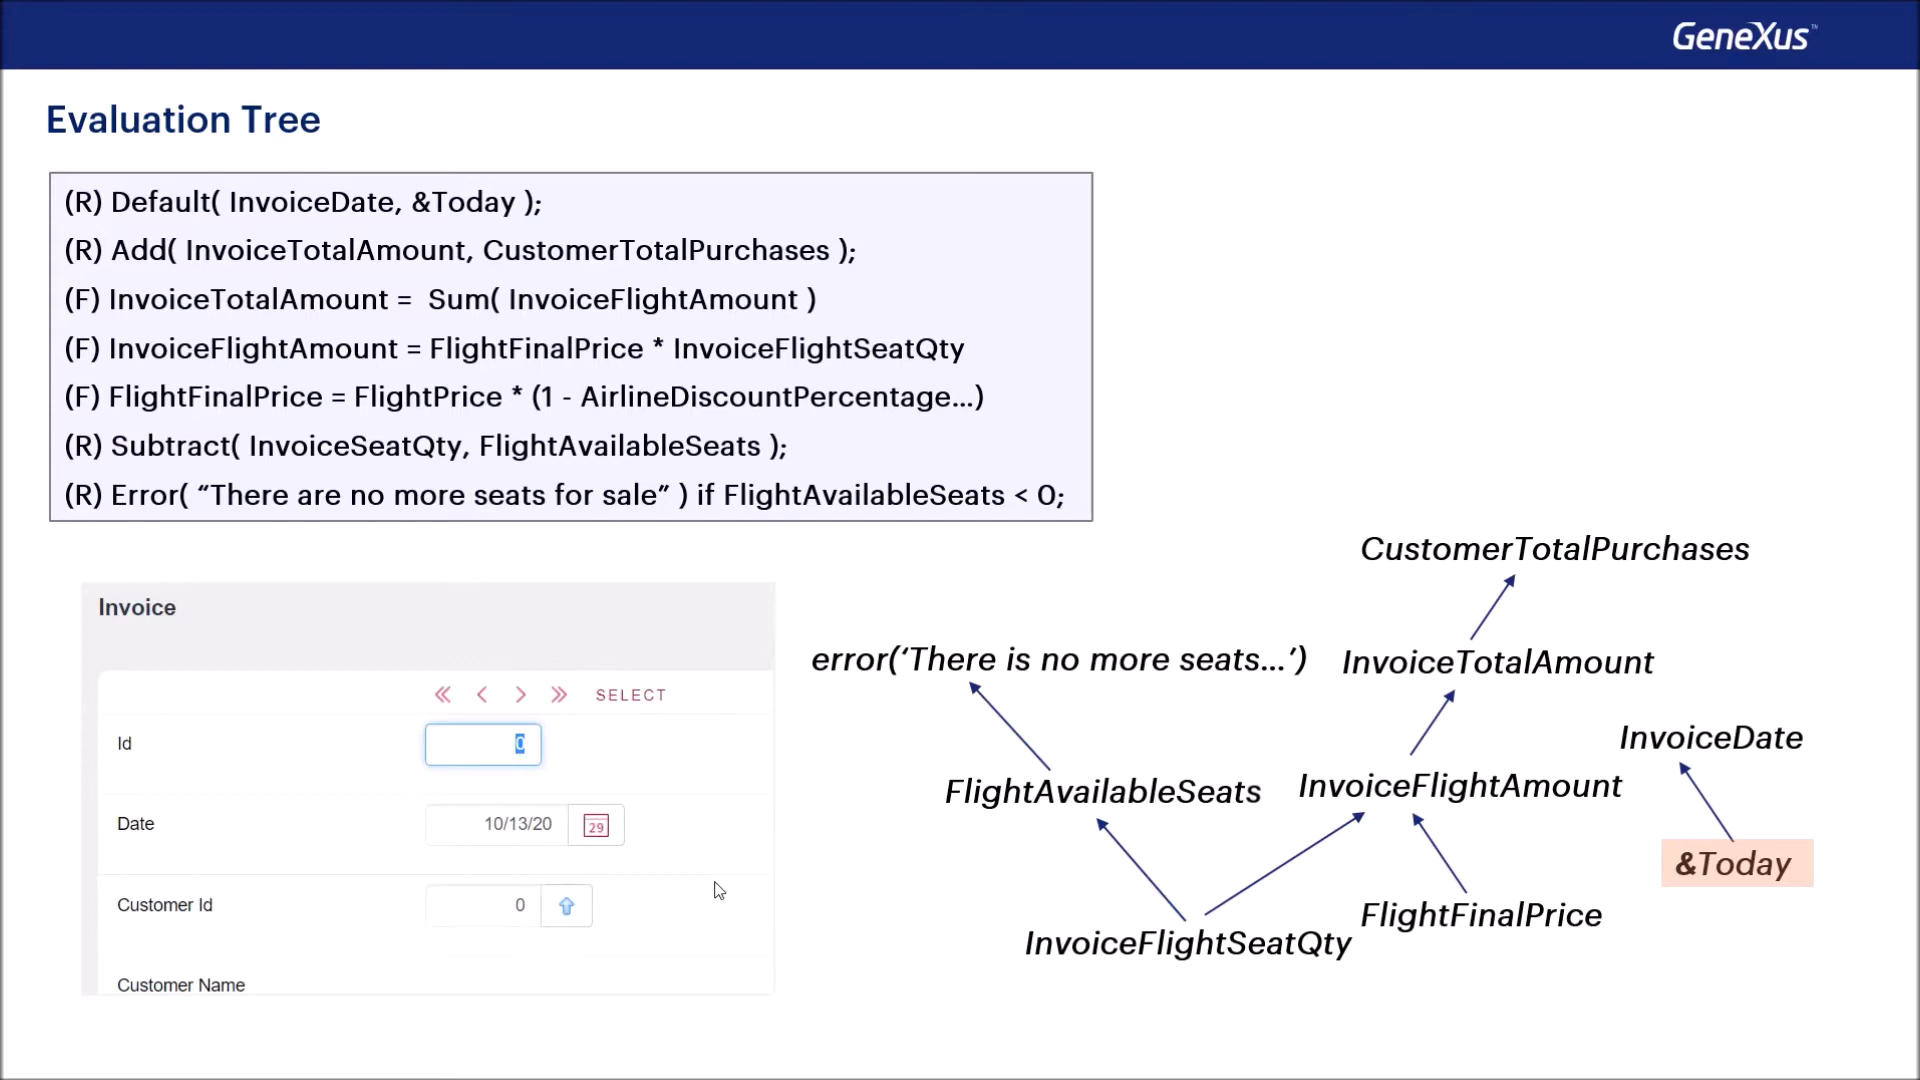 GeneXus™
Evaluation Tree
(R) Default( InvoiceDate, &Today );
(R) Add( InvoiceTotalAmount, CustomerTotalPurchases );
(F) InvoiceTotalAmount =  Sum( InvoiceFlightAmount )
(F) InvoiceFlightAmount = FlightFinalPrice * InvoiceFlightSeatQty
(F) FlightFinalPrice = FlightPrice * (1 - AirlineDiscountPercentage...)
(R) Subtract( InvoiceSeatQty, FlightAvailableSeats );
(R) Error( “There are no more seats for sale” ) if FlightAvailableSeats < 0;
Invoice
SELECT
Id
0
Date
10/13/20
29
Customer Id
0
Customer Name
CustomerTotalPurchases
error(‘There is no more seats...’)
InvoiceTotalAmount
InvoiceDate
FlightAvailableSeats
InvoiceFlightAmount
&Today
FlightFinalPrice
InvoiceFlightSeatQty